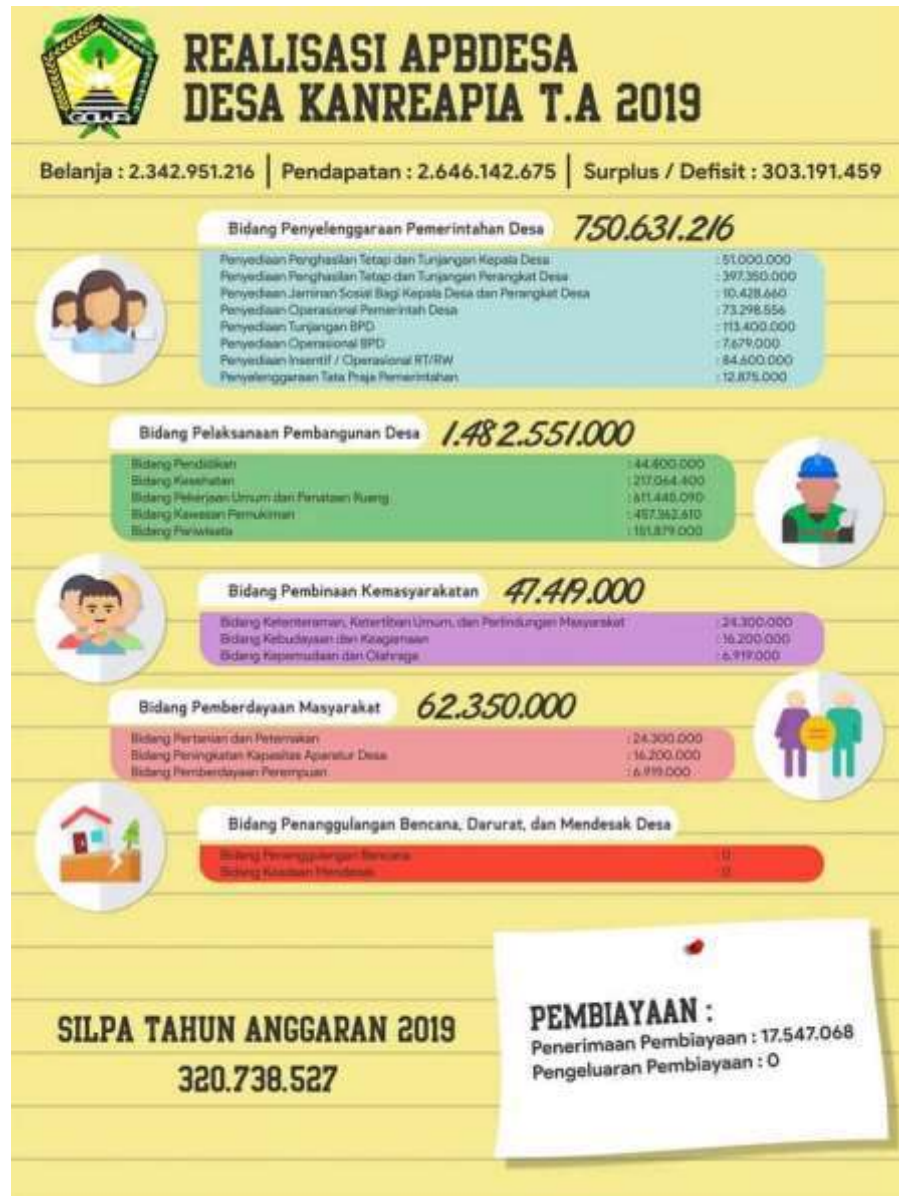 GOWA
REALISASI APBDESA
DESA KANREAPIA T.A 2019
Belanja : 2.342.951.216 | Pendapatan : 2.646.142.675 | Surplus / Defisit : 303.191.459
Bidang Penyelenggaraan Pemerintahan Desa 750.631.216
Penyediaan Penghasilan Tetap dan Tunjangan Kepala Desa : 51.000.000
Penyediaan Penghasilan Tetap dan Tunjangan Perangkat Desa : 397.350.000
Penyediaan Jaminan Sosial Bagi Kepala Desa dan Perangkat Desa : 10.428.660
Penyediaan Operasional Pemerintah Desa : 73.298.556
Penyediaan Tunjangan BPD : 113.400.000
Penyediaan Operasional BPD : 7.679.000
Penyediaan Insentif / Operasional RT/RW : 84.600.000
Penyelenggaraan Tata Praja Pemerintahan : 12.875.000
Bidang Pelaksanaan Pembangunan Desa 1.482.551.000
Bidang Pendidikan : 44.800.000
Bidang Kesehatan : 217.064.400
Bidang Pekerjaan Umum dan Penataan Ruang : 611.445.090
Bidang Kawasan Pemukiman : 457.362.610
Bidang Pariwisata : 151.879.000
Bidang Pembinaan Kemasyarakatan 47.419.000
Bidang Ketenteraman, Ketertiban Umum, dan Perlindungan Masyarakat : 24.300.000
Bidang Kebudayaan dan Keagamaan : 16.200.000
Bidang Kepemudaan dan Olahraga : 6.919.000
Bidang Pemberdayaan Masyarakat 62.350.000
Bidang Pertanian dan Peternakan : 24.300.000
Bidang Peningkatan Kapasitas Aparatur Desa : 16.200.000
Bidang Pemberdayaan Perempuan : 6.919.000
Bidang Penanggulangan Bencana, Darurat, dan Mendesak Desa
Bidang Penanggulangan Bencana : 0
Bidang Keadaan Mendesak : 0
SILPA TAHUN ANGGARAN 2019
320.738.527
PEMBIAYAAN :
Penerimaan Pembiayaan : 17.547.068
Pengeluaran Pembiayaan : 0